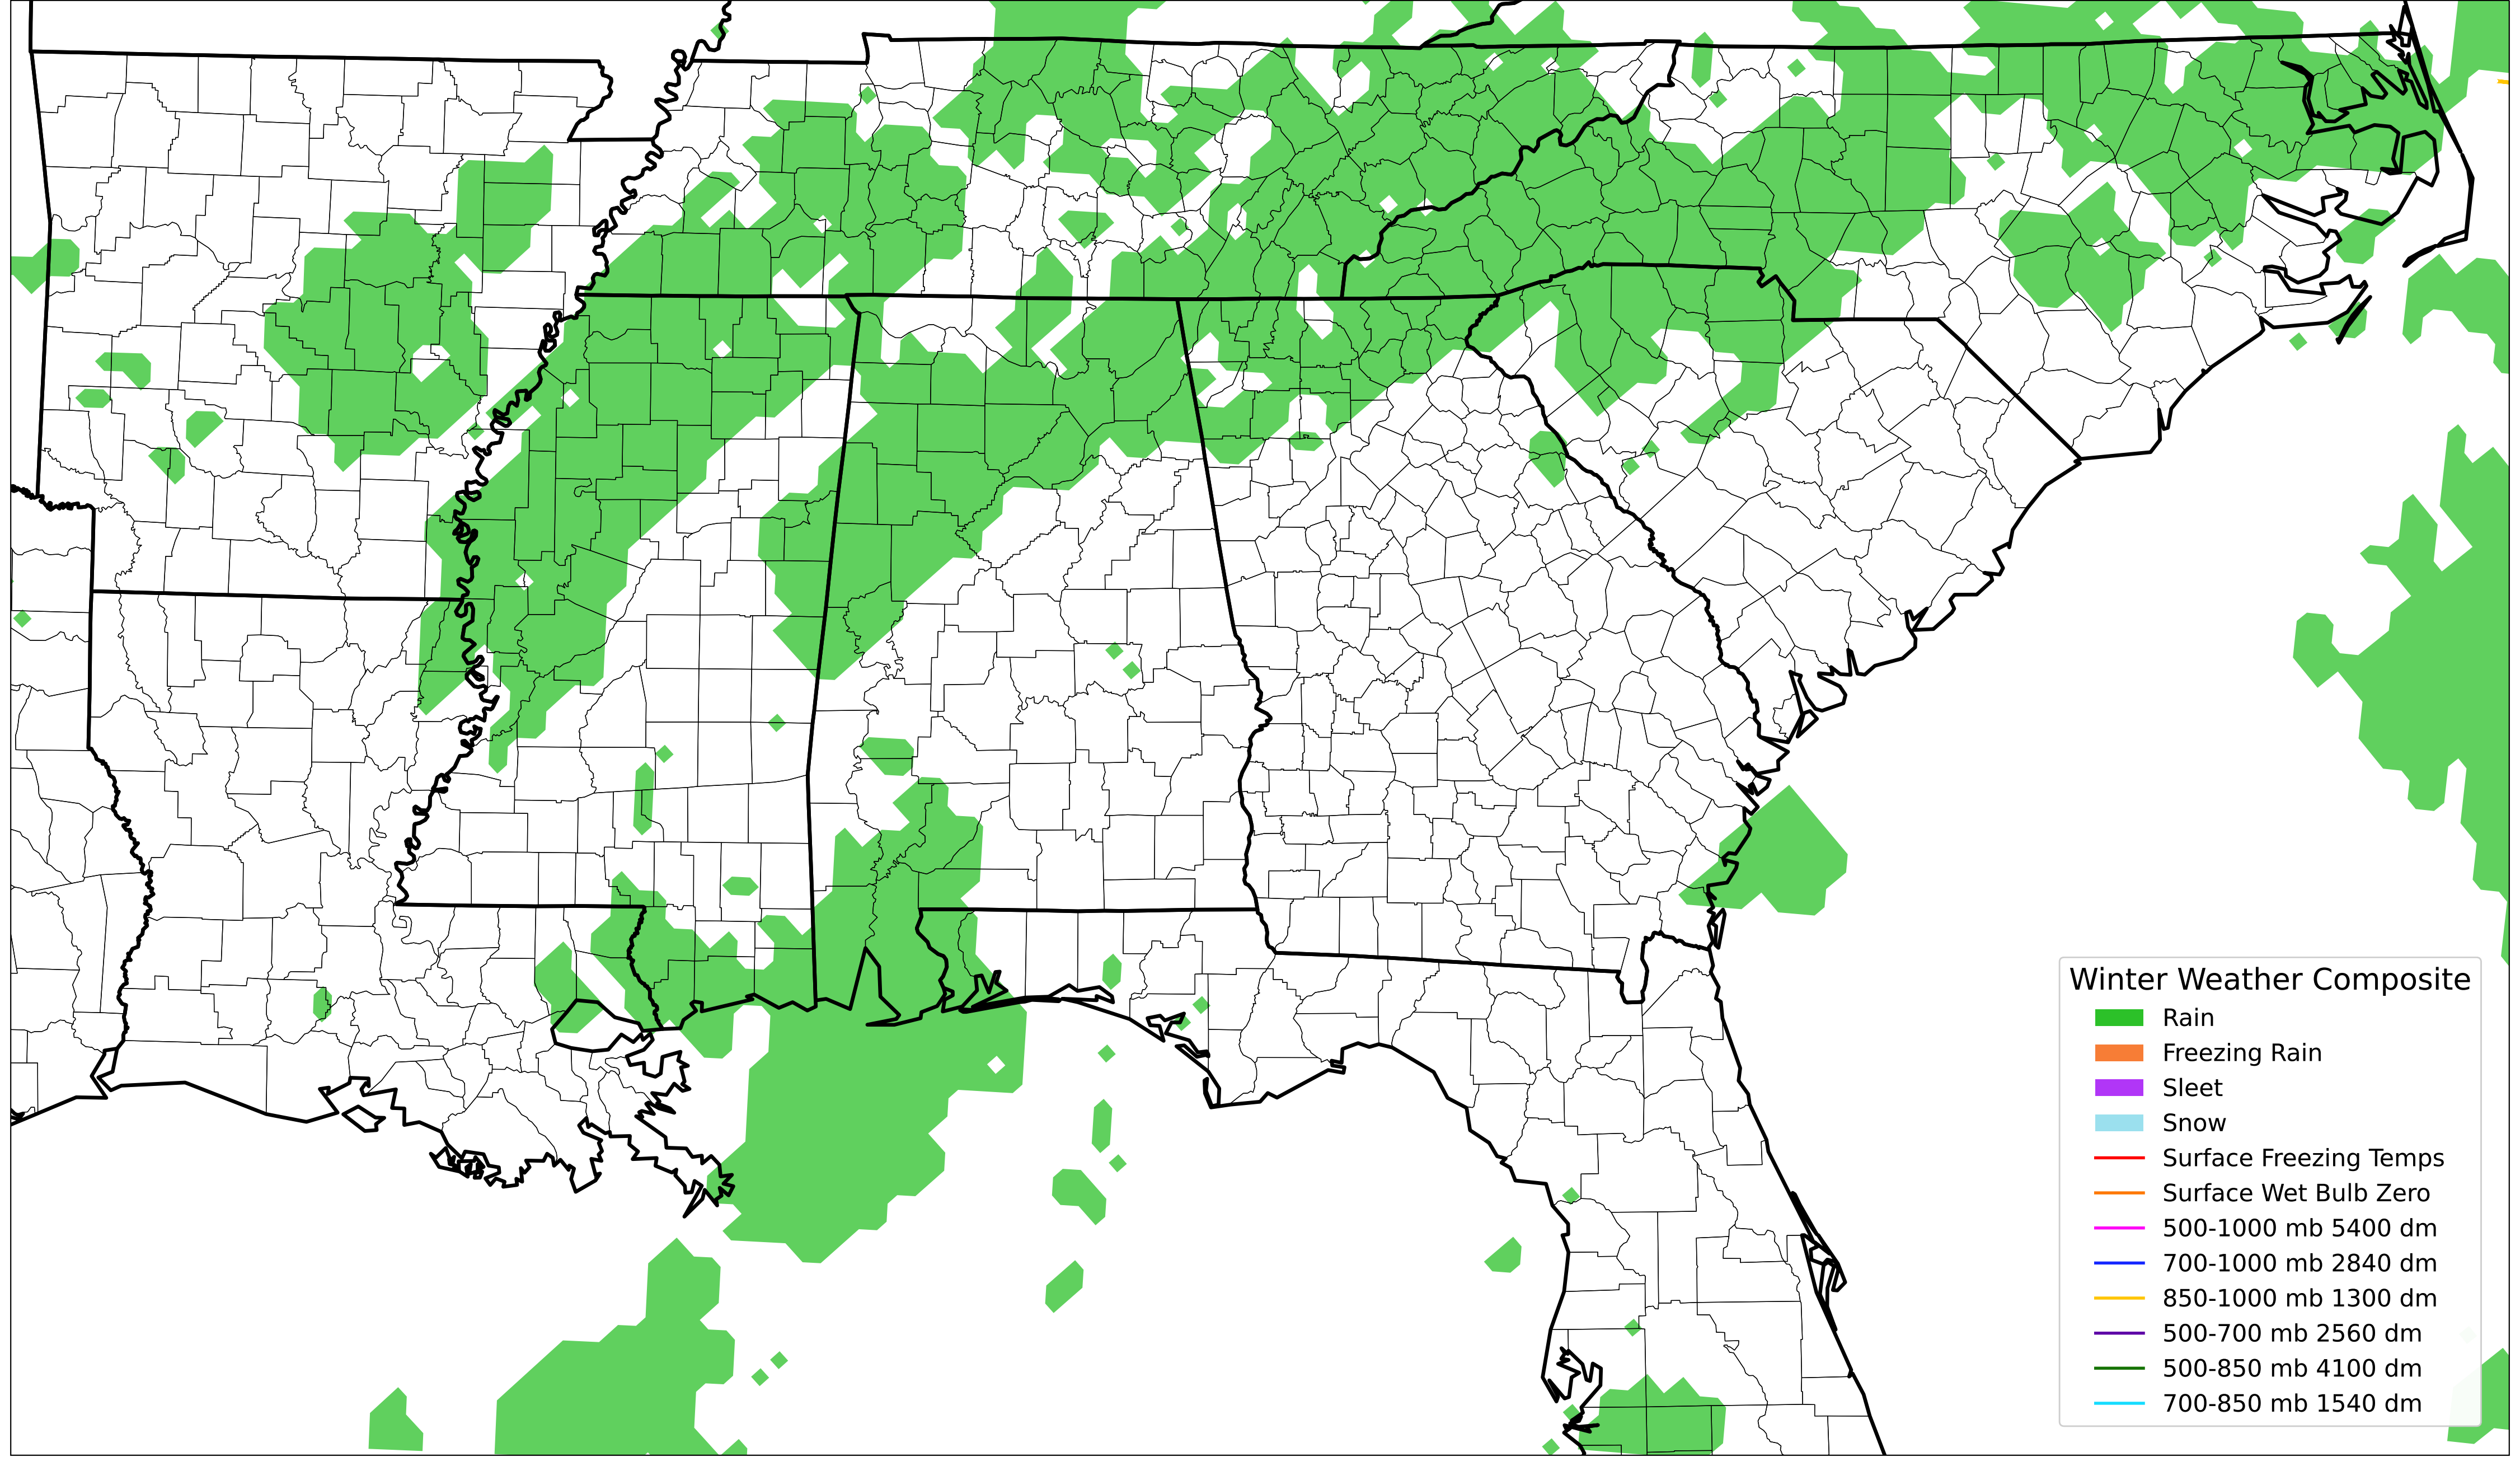 Winter Weather Composite
Rain
Freezing Rain
Sleet
Snow
Surface Freezing Temps
Surface Wet Bulb Zero
500-1000 mb 5400 dm
700-1000 mb 2840 dm
850-1000 mb 1300 dm
500-700 mb 2560 dm
500-850 mb 4100 dm
700-850 mb 1540 dm